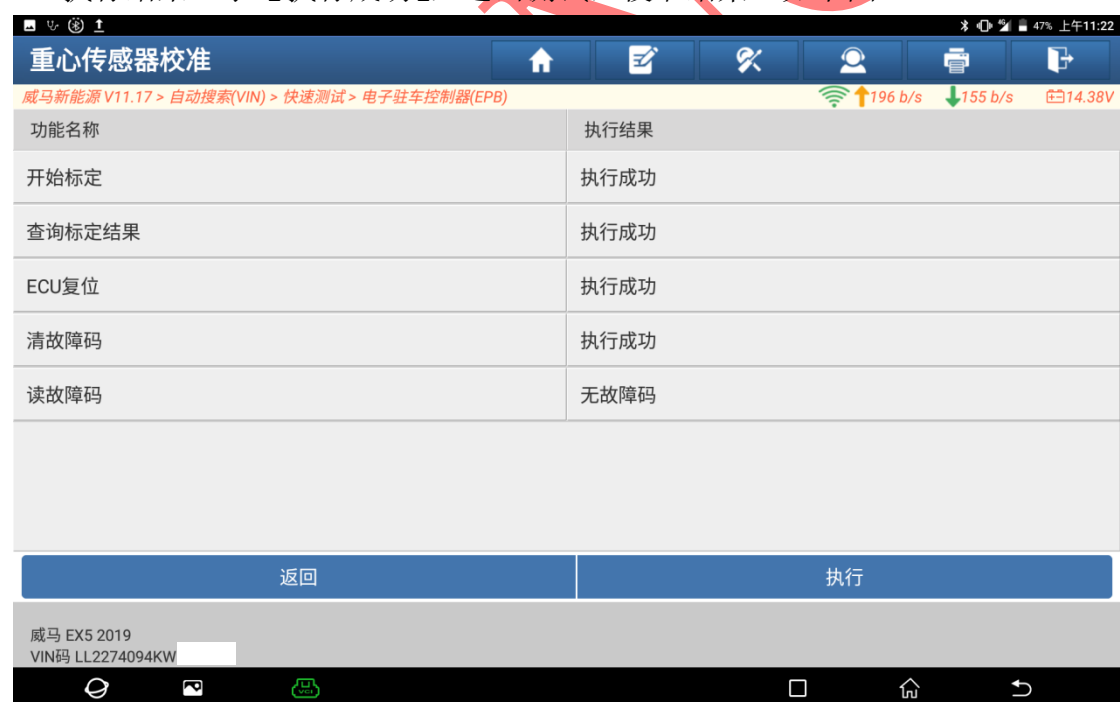 47% 上午11:22
重心传感器校准
威马新能源 V11.17 > 自动搜索(VIN) > 快速测试 > 电子驻车控制器(EPB)
196 b/s 155 b/s 14.38V
功能名称 执行结果
开始标定 执行成功
查询标定结果 执行成功
ECU复位 执行成功
清故障码 执行成功
读故障码 无故障码
返回 执行
威马 EX5 2019
VIN码 LL2274094KW
VCI